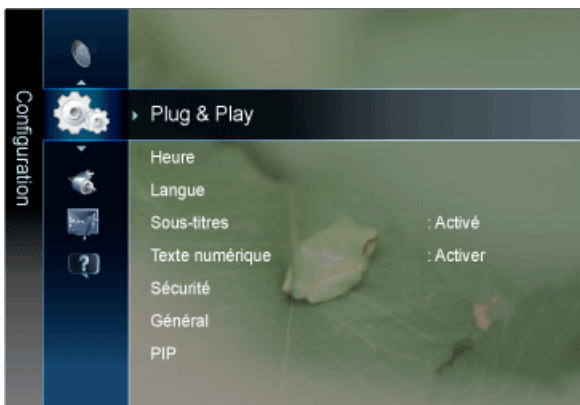 Configuration
Plug & Play
Heure
Langue
Sous-titres : Activé
Texte numérique : Activer
Sécurité
Général
PIP